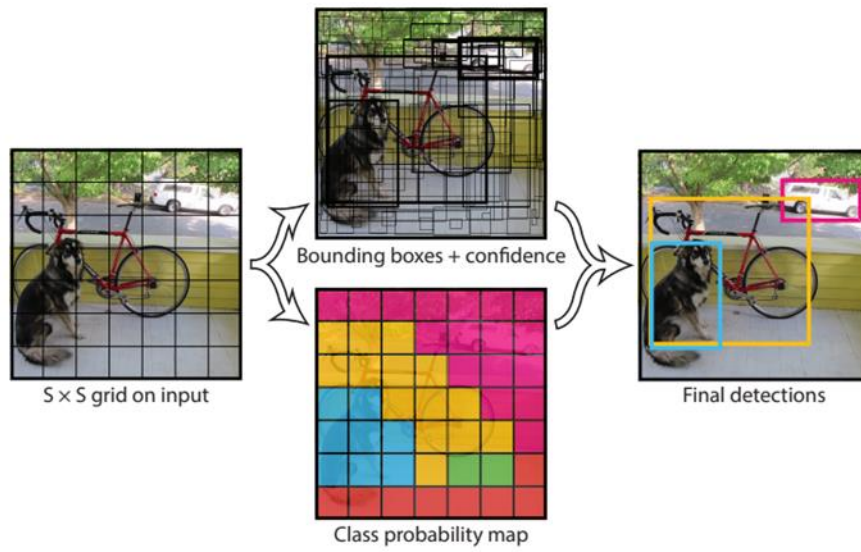 Bounding boxes + confidence
S × S grid on input
Final detections
Class probability map